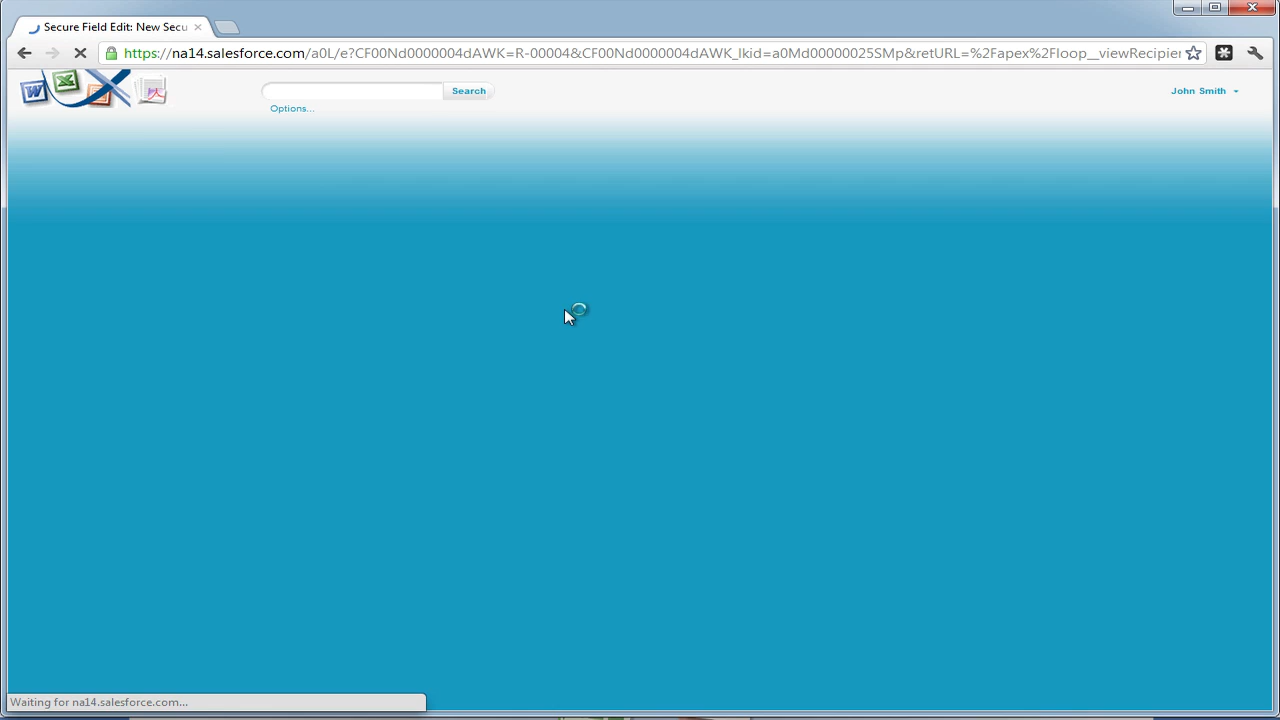 Secure Field Edit: New Secu
https://na14.salesforce.com/a0L/e?CF00Nd0000004dAWK=R-00004&CF00Nd0000004dAWK_lkid=a0Md0000025SMp&retURL=%2Fapex%2Floop__viewRecipier
Search
John Smith
Options...
Waiting for na14.salesforce.com...